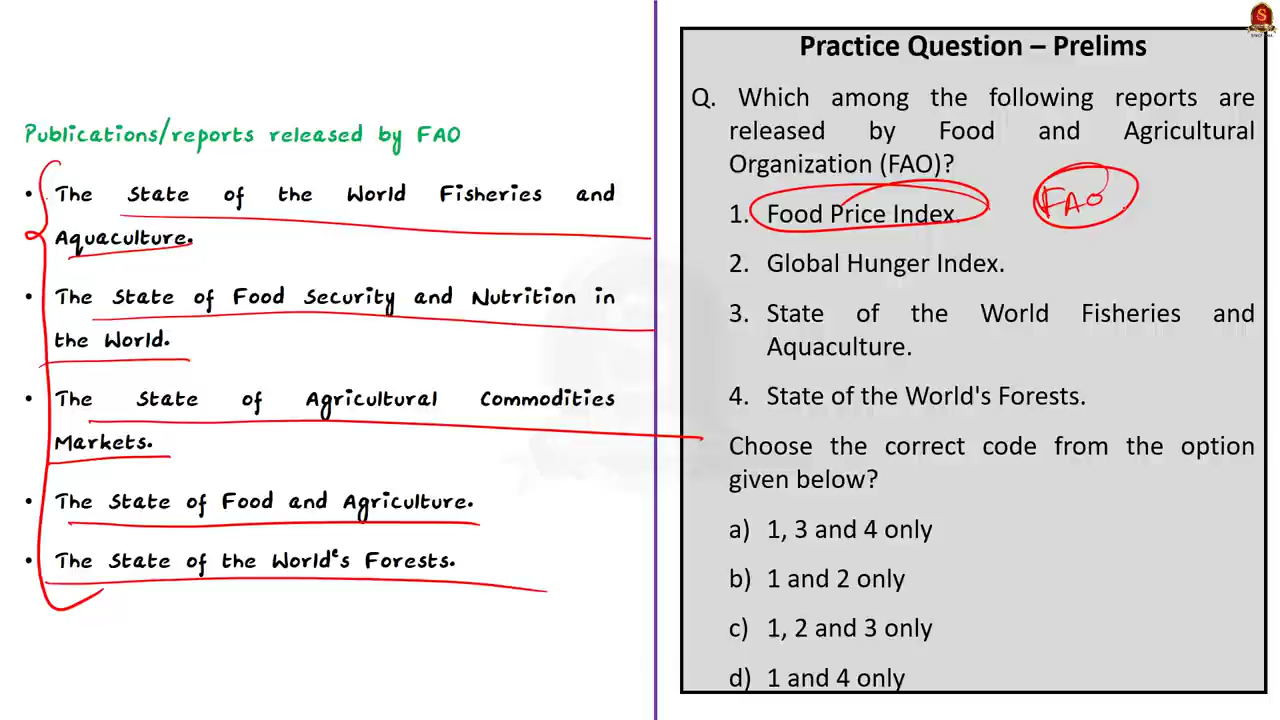 Publications/reports released by FAO
• The State of the World Fisheries and
Aquaculture.
• The State of Food Security and Nutrition in
the World.
• The State of Agricultural Commodities
Markets.
• The State of Food and Agriculture.
• The State of the World's Forests.
Practice Question – Prelims
Q. Which among the following reports are
released by Food and Agricultural
Organization (FAO)?
1. Food Price Index.
FAO
2. Global Hunger Index.
3. State of the World Fisheries and
Aquaculture.
4. State of the World's Forests.
Choose the correct code from the option
given below?
a) 1, 3 and 4 only
b) 1 and 2 only
c) 1, 2 and 3 only
d) 1 and 4 only